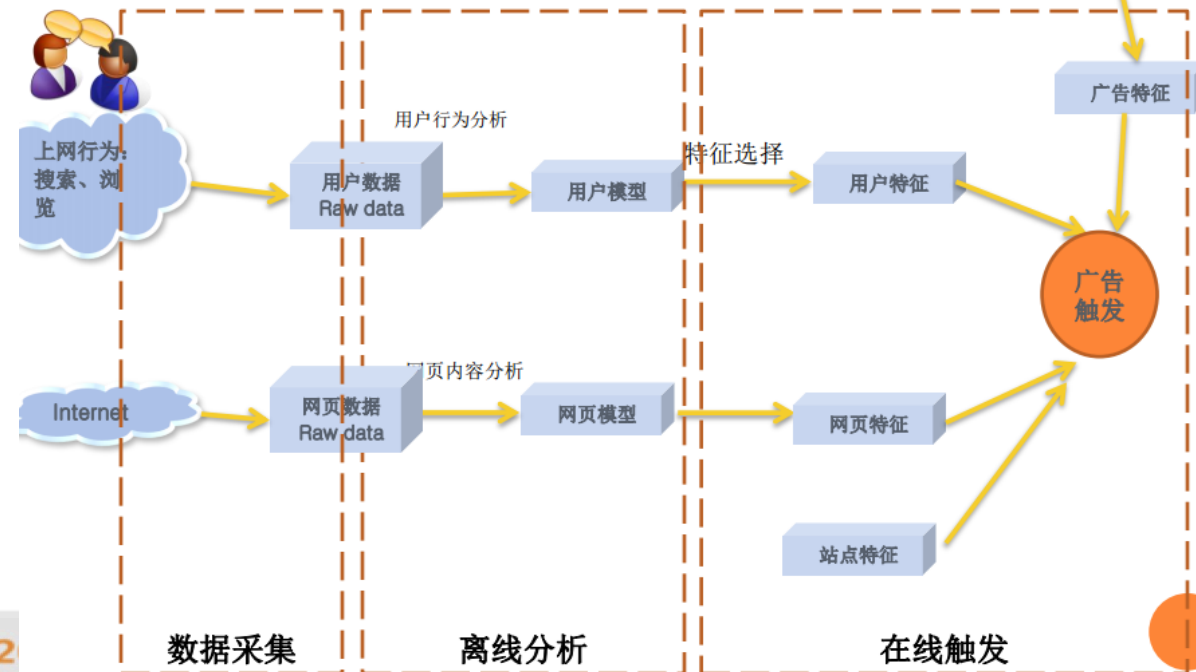 广告特征
用户行为分析
上网行为：
搜索、浏
览
用户数据
Raw data
用户模型
特征选择
用户特征
广告
触发
网页内容分析
Internet
网页数据
Raw data
网页模型
网页特征
站点特征
数据采集
离线分析
在线触发